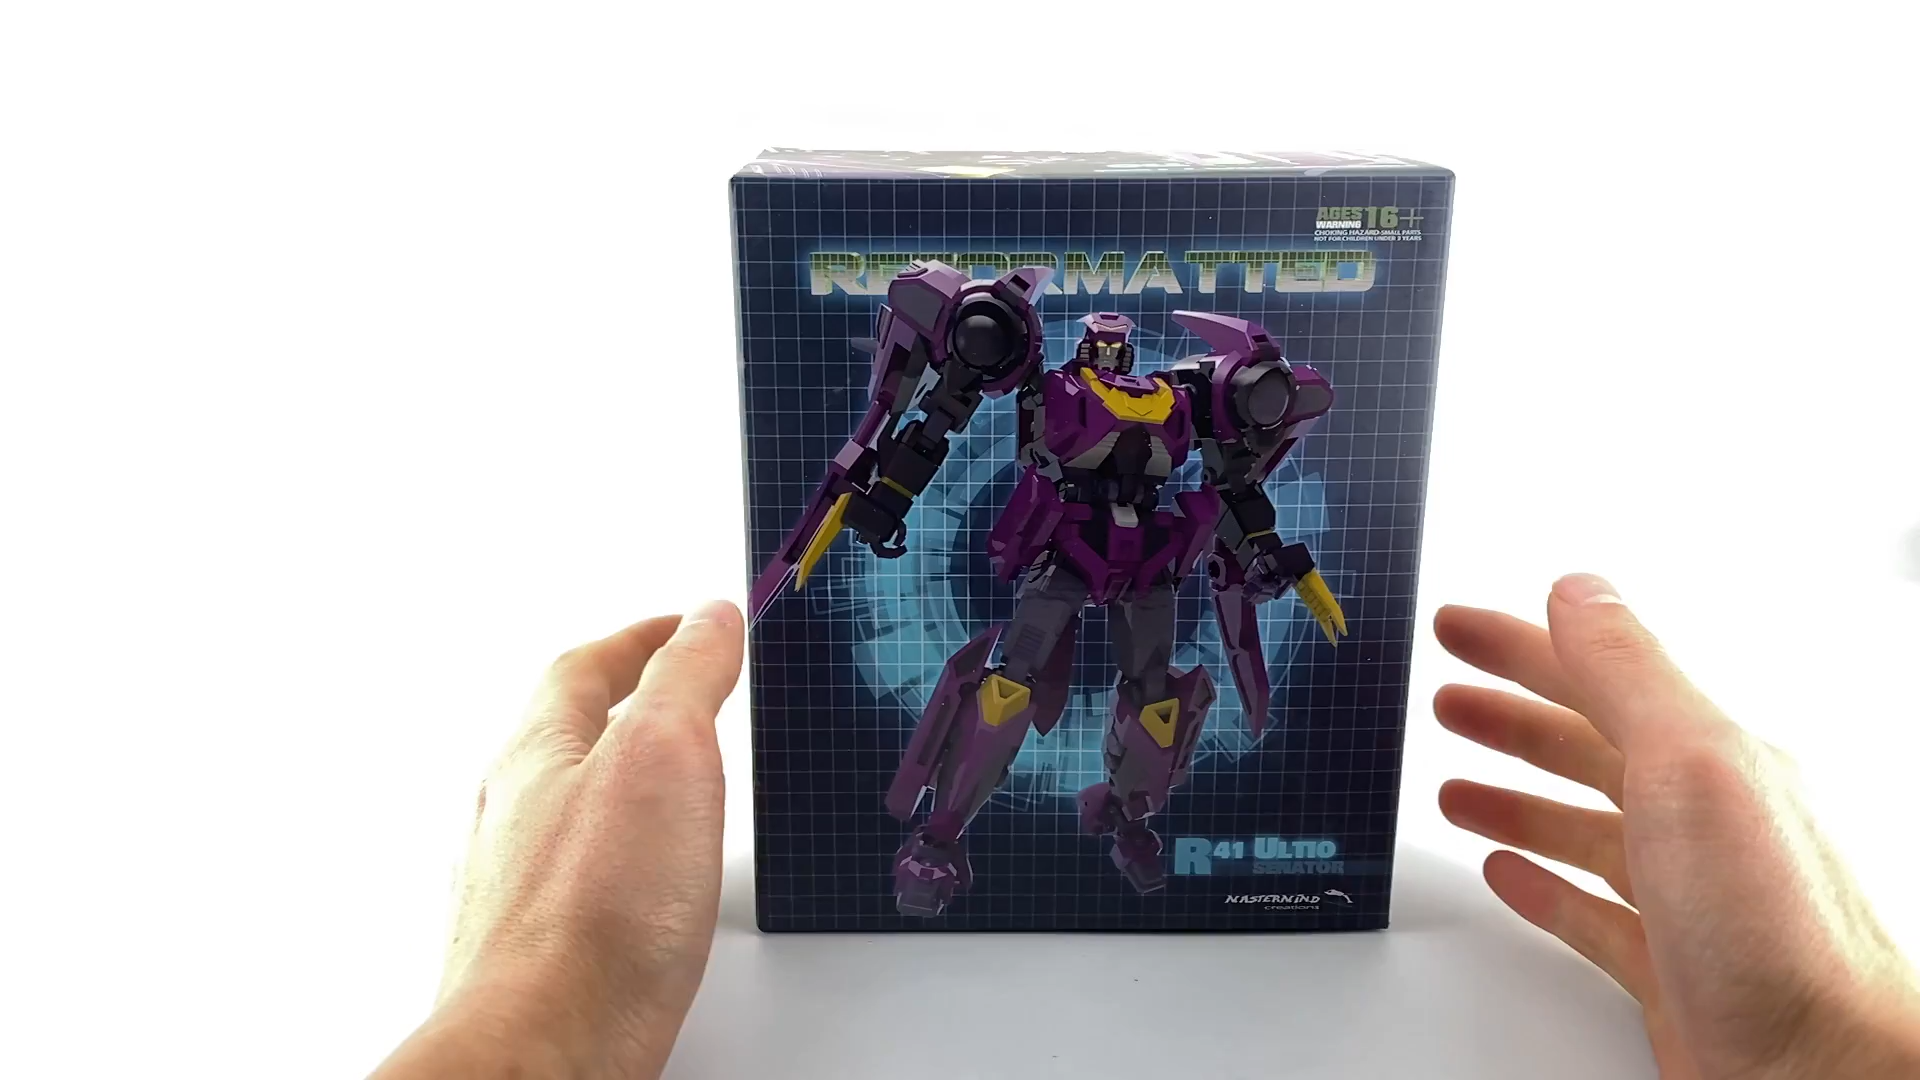 AGES 16+
WARNING
CHOKING HAZARD-SMALL PARTS
NOT FOR CHILDREN UNDER 3 YEARS
REFORMATTED
R41 ULTIO
SENATOR
MASTERMIND
creations